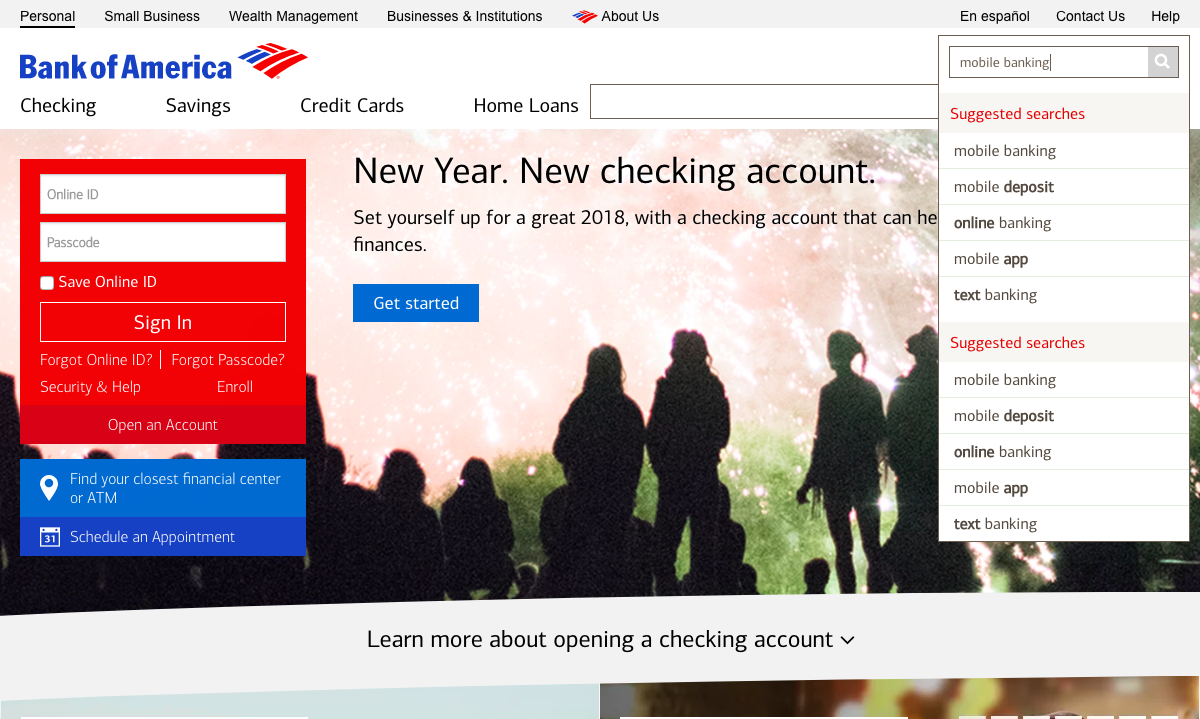 Personal Small Business Wealth Management Businesses & Institutions About Us En español Contact Us Help
Bank of America
mobile banking
Checking Savings Credit Cards Home Loans
Suggested searches
mobile banking
mobile deposit
online banking
mobile app
text banking
Suggested searches
mobile banking
mobile deposit
online banking
mobile app
text banking
Online ID
Passcode
Save Online ID
Sign In
Forgot Online ID? Forgot Passcode?
Security & Help Enroll
Open an Account
Find your closest financial center
or ATM
31 Schedule an Appointment
New Year. New checking account.
Set yourself up for a great 2018, with a checking account that can he
finances.
Get started
Learn more about opening a checking account